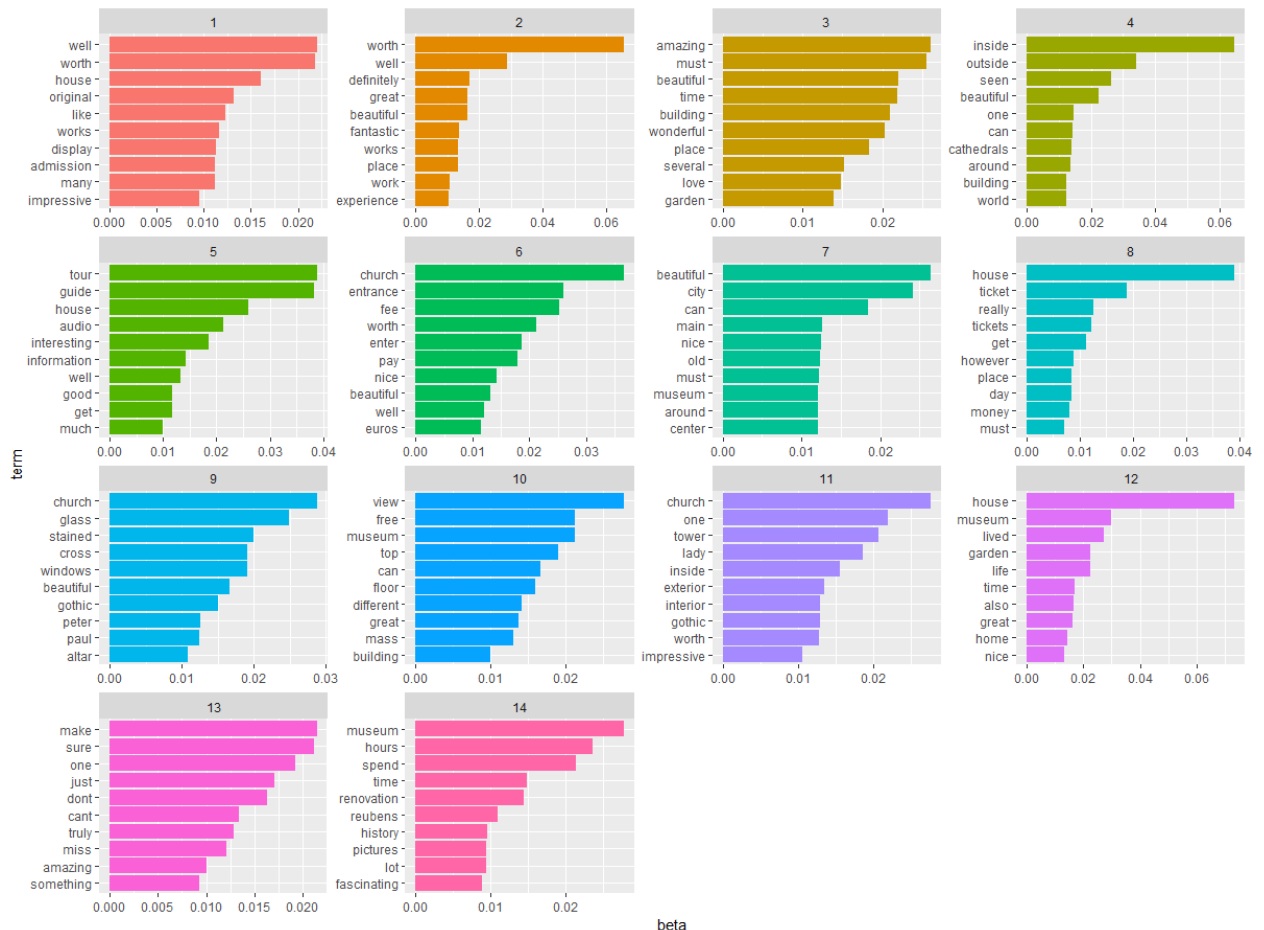 1
well
worth
house
original
like
works
display
admission
many
impressive
0.000 0.005 0.010 0.015 0.020
2
worth
well
definitely
great
beautiful
fantastic
works
place
work
experience
0.00 0.02 0.04 0.06
3
amazing
must
beautiful
time
building
wonderful
place
several
love
garden
0.00 0.01 0.02
4
inside
outside
seen
beautiful
one
can
cathedrals
around
building
world
0.00 0.02 0.04 0.06
5
tour
guide
house
audio
interesting
information
well
good
get
much
0.00 0.01 0.02 0.03 0.04
6
church
entrance
fee
worth
enter
pay
nice
beautiful
well
euros
0.00 0.01 0.02 0.03
7
beautiful
city
can
main
nice
old
must
museum
around
center
0.00 0.01 0.02
8
house
ticket
really
tickets
get
however
place
day
money
must
0.00 0.01 0.02 0.03 0.04
term
9
church
glass
stained
cross
windows
beautiful
gothic
peter
paul
altar
0.00 0.01 0.02 0.03
10
view
free
museum
top
can
floor
different
great
mass
building
0.00 0.01 0.02
11
church
one
tower
lady
inside
exterior
interior
gothic
worth
impressive
0.00 0.01 0.02
12
house
museum
lived
garden
life
time
also
great
home
nice
0.00 0.02 0.04 0.06
13
make
sure
one
just
dont
cant
truly
miss
amazing
something
0.000 0.005 0.010 0.015 0.020
14
museum
hours
spend
time
renovation
reubens
history
pictures
lot
fascinating
0.00 0.01 0.02
beta